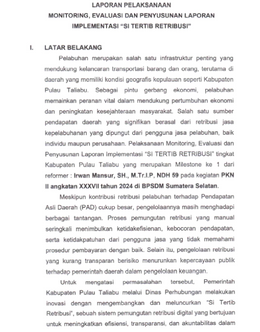 LAPORAN PELAKSANAAN
MONITORING, EVALUASI DAN PENYUSUNAN LAPORAN
IMPLEMENTASI "SI TERTIB RETRIBUSI"
I. LATAR BELAKANG
Pelabuhan merupakan salah satu infrastruktur penting yang
mendukung kelancaran transportasi barang dan orang, terutama di
daerah yang memiliki kondisi geografis kepulauan seperti Kabupaten
Pulau Taliabu. Sebagai pintu gerbang ekonomi, pelabuhan
memainkan peranan vital dalam mendukung pertumbuhan ekonomi
dan peningkatan kesejahteraan masyarakat. Salah satu sumber
pendapatan daerah yang signifikan berasal dari retribusi jasa
kepelabuhanan yang dipungut dari pengguna jasa pelabuhan, baik
individu maupun perusahaan. Pelaksanaan Monitoring, Evaluasi dan
Penyusunan Laporan Implementasi "SI TERTIB RETRIBUSI" tingkat
Kabupaten Pulau Taliabu yang merupakan Milestone ke 1 dari
reformer : Irwan Mansur, SH., M.Tr.I.P, NDH 59 pada kegiatan PKN
II angkatan XXXVII tahun 2024 di BPSDM Sumatera Selatan.
Meskipun kontribusi retribusi pelabuhan terhadap Pendapatan
Asli Daerah (PAD) cukup besar, pengelolaannya masih menghadapi
berbagai tantangan. Proses pemungutan retribusi yang manual
seringkali menimbulkan ketidakefisienan, kebocoran pendapatan,
serta ketidakpatuhan dari pengguna jasa yang tidak memahami
prosedur pembayaran dengan baik. Selain itu, pengelolaan retribusi
yang kurang transparan berisiko menurunkan kepercayaan publik
terhadap pemerintah daerah dalam pengelolaan keuangan.
Untuk mengatasi permasalahan tersebut, Pemerintah
Kabupaten Pulau Taliabu melalui Dinas Perhubungan melakukan
inovasi dengan mengembangkan dan meluncurkan "Si Tertib
Retribusi", sebuah sistem pemungutan retribusi digital yang bertujuan
untuk meningkatkan efisiensi, transparansi, dan akuntabilitas dalam